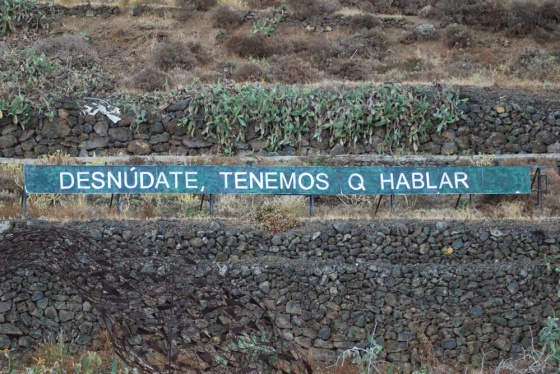 DESNÚDATE, TENEMOS Q HABLAR